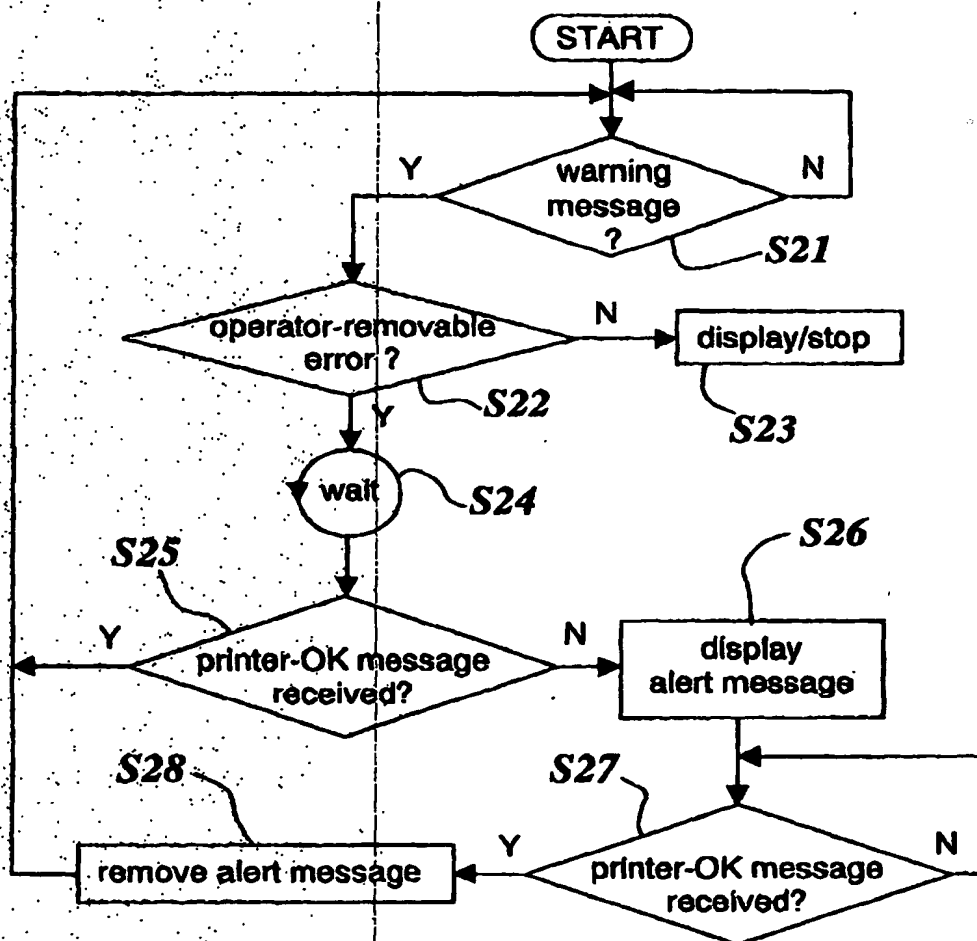 START
Y
warning
message
?
N
S21
operator-removable
error ?
N
display/stop
S22
S23
Y
wait
S24
S25
S26
Y
printer-OK message
received?
N
display
alert message
S28
S27
remove alert message
Y
printer-OK message
received?
N